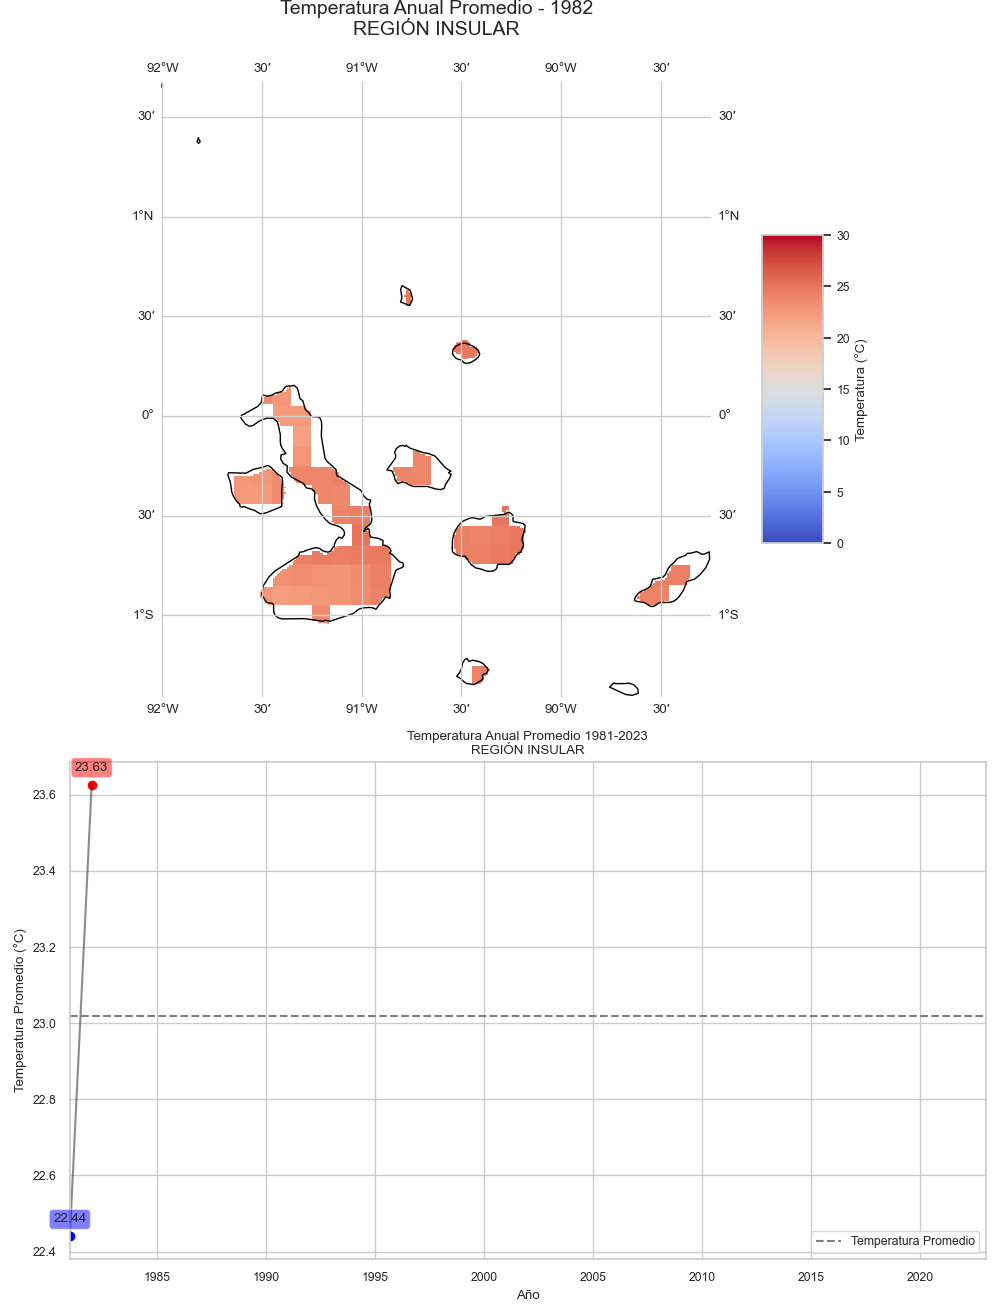 Temperatura Anual Promedio - 1982
REGIÓN INSULAR
92°W 30′ 91°W 30′ 90°W 30′
30′ 30′
1°N 1°N
30′ 30′
0° 0°
30′ 30′
1°S 1°S
92°W 30′ 91°W 30′ 90°W 30′
30
25
20
15
10
5
0
Temperatura (°C)
Temperatura Anual Promedio 1981-2023
REGIÓN INSULAR
23.63
23.6
23.4
23.2
23.0
22.8
22.6
22.4
Temperatura Promedio (°C)
22.44
Temperatura Promedio
1985 1990 1995 2000 2005 2010 2015 2020
Año